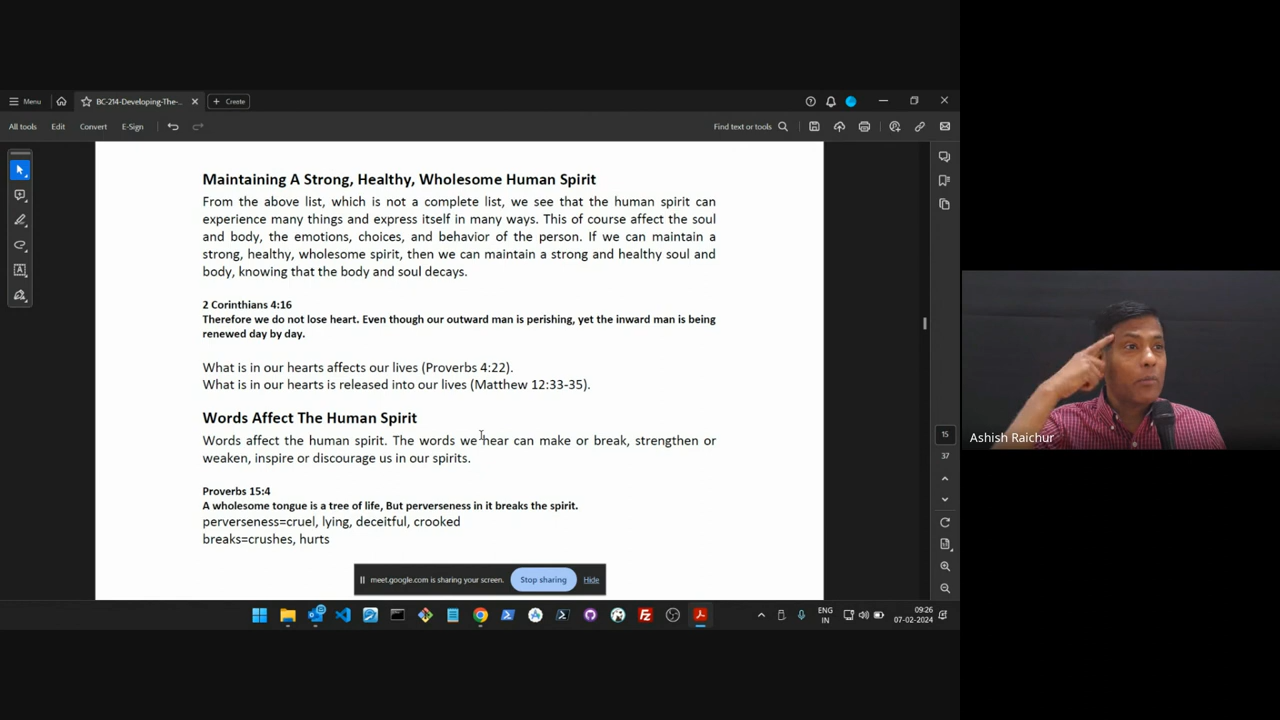 Menu
BC-214-Developing-The-...
Create
All tools
Edit
Convert
E-Sign
Find text or tools
Maintaining A Strong, Healthy, Wholesome Human Spirit
From the above list, which is not a complete list, we see that the human spirit can
experience many things and express itself in many ways. This of course affect the soul
and body, the emotions, choices, and behavior of the person. If we can maintain a
strong, healthy, wholesome spirit, then we can maintain a strong and healthy soul and
body, knowing that the body and soul decays.
2 Corinthians 4:16
Therefore we do not lose heart. Even though our outward man is perishing, yet the inward man is being
renewed day by day.
What is in our hearts affects our lives (Proverbs 4:22).
What is in our hearts is released into our lives (Matthew 12:33-35).
Words Affect The Human Spirit
Words affect the human spirit. The words we hear can make or break, strengthen or
weaken, inspire or discourage us in our spirits.
Proverbs 15:4
A wholesome tongue is a tree of life, But perverseness in it breaks the spirit.
perverseness=cruel, lying, deceitful, crooked
breaks=crushes, hurts
15
37
meet.google.com is sharing your screen.
Stop sharing
Hide
ENG
IN
09:26
07-02-2024
Ashish Raichur